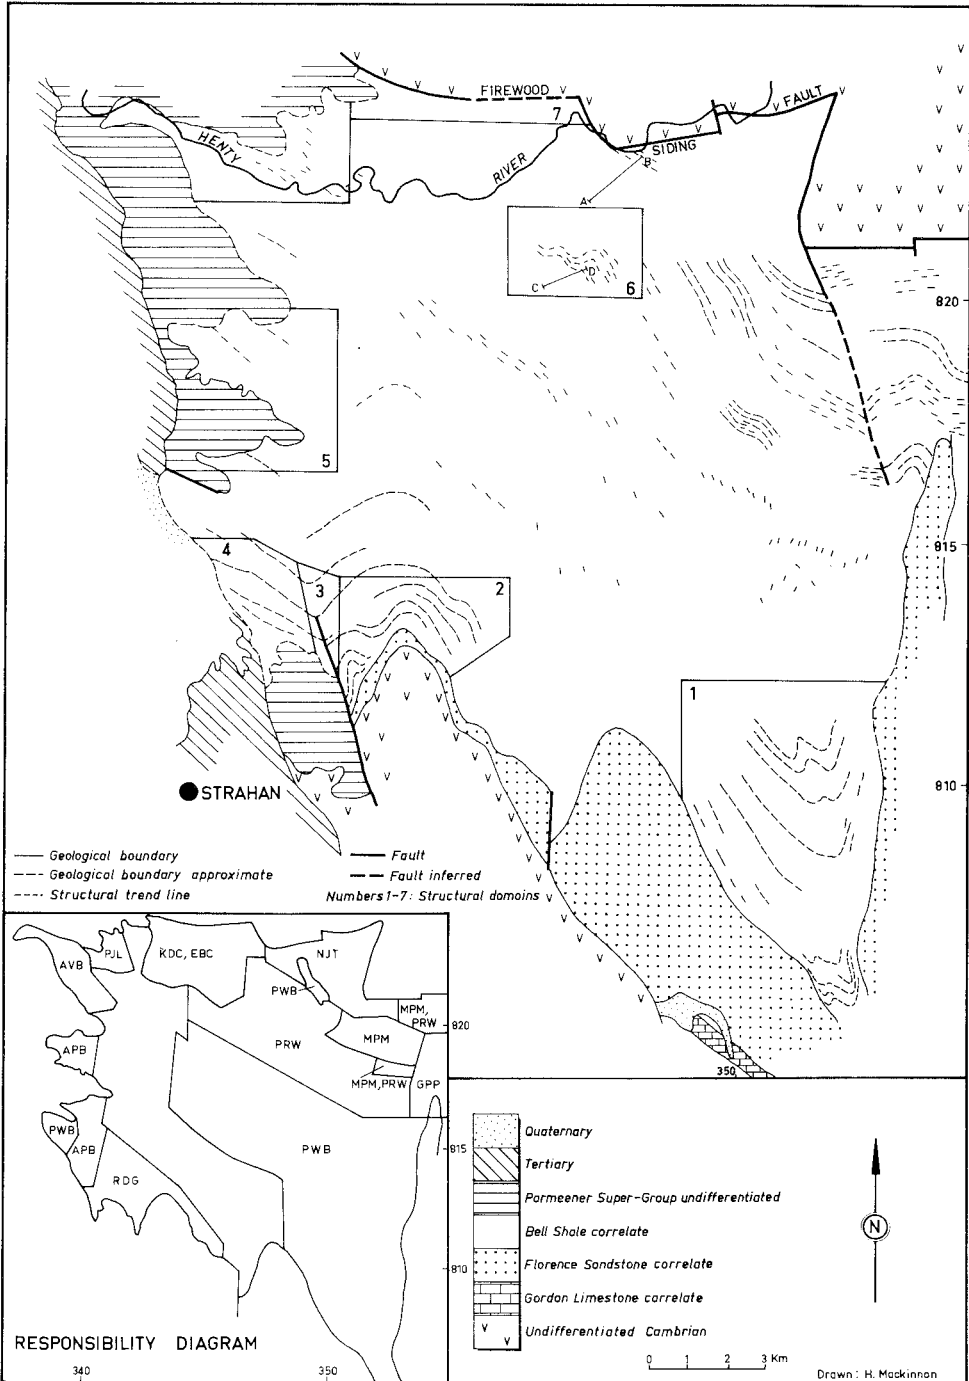 FIREWOOD
FAULT
7
HENTY
RIVER
SIDING
B
A
D
C
6
820
5
4
3
2
815
1
STRAHAN
810
Geological boundary
Geological boundary approximate
Structural trend line
Fault
Fault inferred
Numbers 1-7: Structural domains
350
AVB
PJL
KDC, EBC
NJT
PWB
MPM,
PRW
820
PRW
MPM
APB
MPM, PRW
GPP
PWB
APB
PWB
815
RDG
810
RESPONSIBILITY DIAGRAM
340
350
Quaternary
Tertiary
Parmeener Super-Group undifferentiated
Bell Shale correlate
Florence Sandstone correlate
Gordon Limestone correlate
Undifferentiated Cambrian
N
0 1 2 3 Km
Drawn: H. Mackinnon